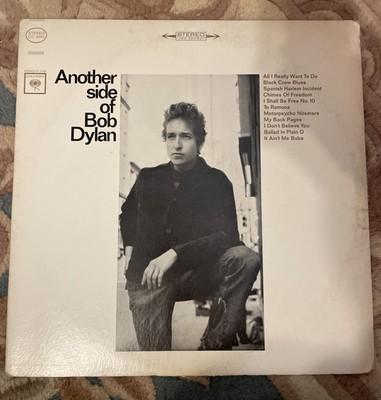 STEREO
Another
side
of
Bob
Dylan
All I Really Want To Do
Black Crow Blues
Spanish Harlem Incident
Chimes Of Freedom
I Shall Be Free No. 10
To Ramona
Motorpsycho Nitemare
My Back Pages
I Don't Believe You
Ballad In Plain D
It Ain't Me Babe